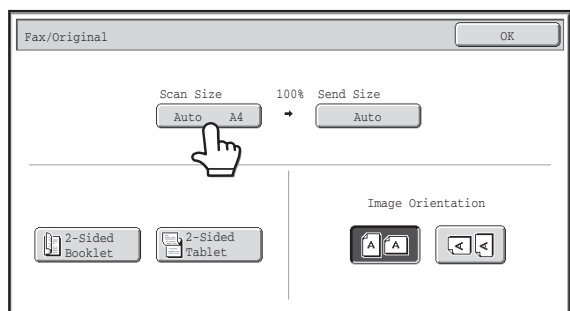 Fax/Original
OK
Scan Size
100%
Send Size
Auto A4
Auto
Image Orientation
2-Sided
Booklet
2-Sided
Tablet
A A
A A